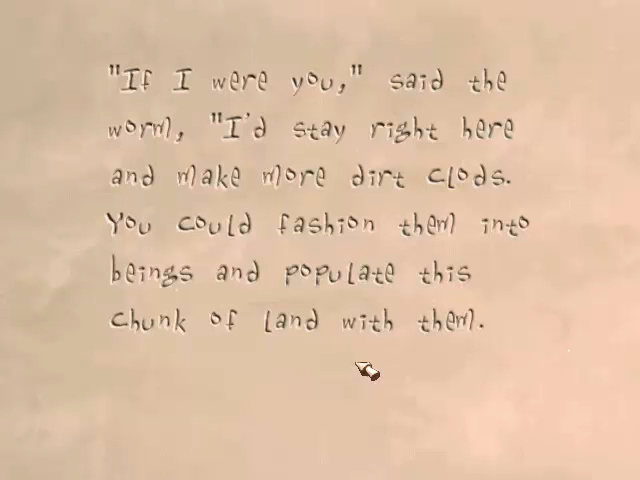 "If I were you," said the
worm, "I'd stay right here
and make more dirt clods.
You could fashion them into
beings and populate this
chunk of land with them.